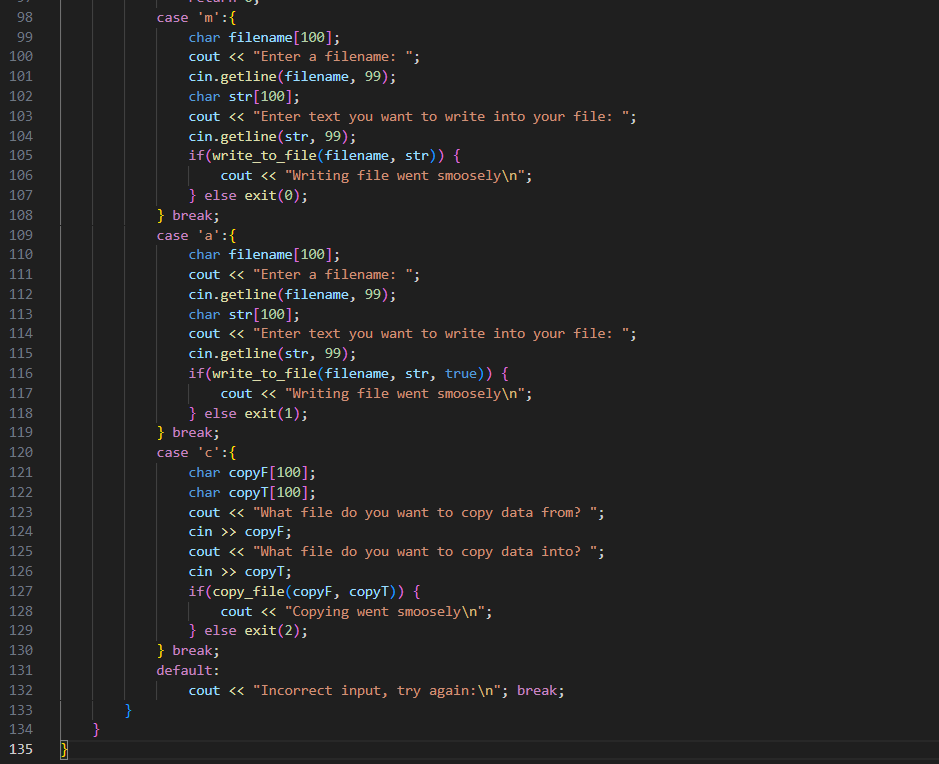 97 return 0;
98 case 'm':{
99 char filename[100];
100 cout << "Enter a filename: ";
101 cin.getline(filename, 99);
102 char str[100];
103 cout << "Enter text you want to write into your file: ";
104 cin.getline(str, 99);
105 if(write_to_file(filename, str)) {
106 cout << "Writing file went smoosely\n";
107 } else exit(0);
108 } break;
109 case 'a':{
110 char filename[100];
111 cout << "Enter a filename: ";
112 cin.getline(filename, 99);
113 char str[100];
114 cout << "Enter text you want to write into your file: ";
115 cin.getline(str, 99);
116 if(write_to_file(filename, str, true)) {
117 cout << "Writing file went smoosely\n";
118 } else exit(1);
119 } break;
120 case 'c':{
121 char copyF[100];
122 char copyT[100];
123 cout << "What file do you want to copy data from? ";
124 cin >> copyF;
125 cout << "What file do you want to copy data into? ";
126 cin >> copyT;
127 if(copy_file(copyF, copyT)) {
128 cout << "Copying went smoosely\n";
129 } else exit(2);
130 } break;
131 default:
132 cout << "Incorrect input, try again:\n"; break;
133 }
134 }
135 }